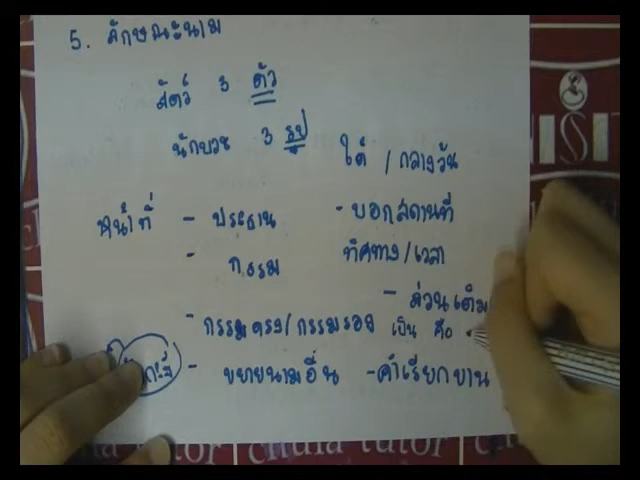 5. ลักษณะนาม
สัตว์ 3 ตัว
นักบวช 3 รูป
ใต้ / กลางวัน
หน้าที่ - ประธาน - บอกสถานที่
- กรรม ทิศทาง/เวลา
- ส่วนเติม
- กรรมตรง/กรรมรอง เป็น คือ
- ขยายนามอื่น - คำเรียกขาน
chula tutor